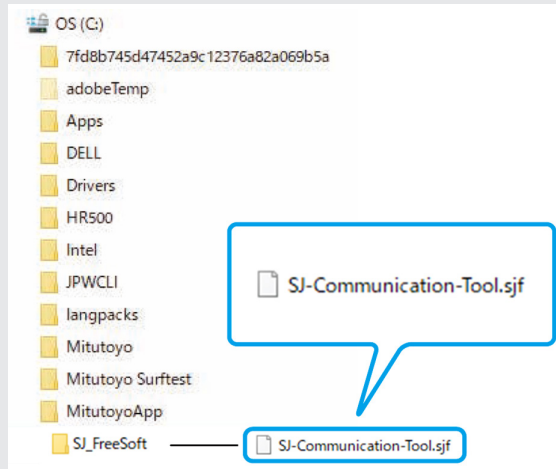 OS (C:)
7fd8b745d47452a9c12376a82a069b5a
adobeTemp
Apps
DELL
Drivers
HR500
Intel
JPWCLI
langpacks
Mitutoyo
Mitutoyo Surftest
MitutoyoApp
SJ_FreeSoft
SJ-Communication-Tool.sjf
SJ-Communication-Tool.sjf